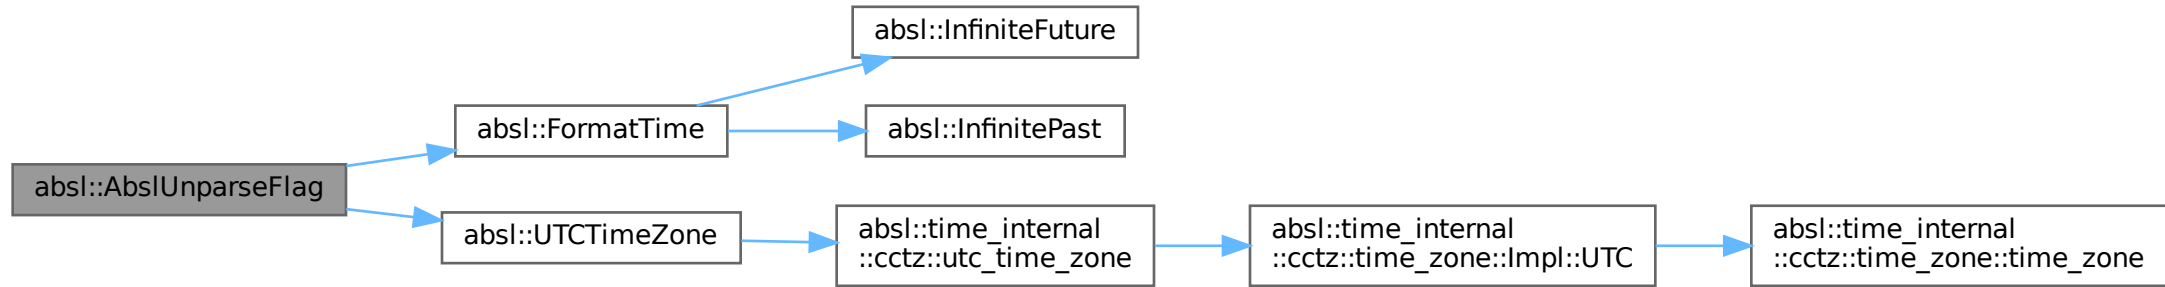 absl::InfiniteFuture
absl::FormatTime
absl::InfinitePast
absl::AbslUnparseFlag
absl::UTCTimeZone
absl::time_internal
::cctz::utc_time_zone
absl::time_internal
::cctz::time_zone::Impl::UTC
absl::time_internal
::cctz::time_zone::time_zone